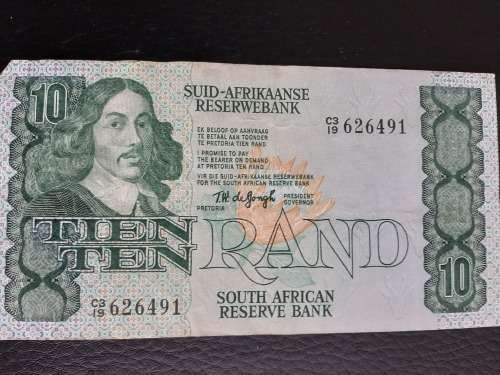 10
SUID-AFRIKAANSE
RESERWEBANK
C3/19 626491
EK BELOOF OP AANVRAAG
TE BETAAL AAN TOONDER
TE PRETORIA TIEN RAND
I PROMISE TO PAY
THE BEARER ON DEMAND
AT PRETORIA TEN RAND
VIR DIE SUID-AFRIKAANSE RESERWEBANK
FOR THE SOUTH AFRICAN RESERVE BANK
T.W. de Jongh
PRESIDENT
PRETORIA GOVERNOR
TIEN
TEN RAND
10
C3/19 626491
SOUTH AFRICAN
RESERVE BANK